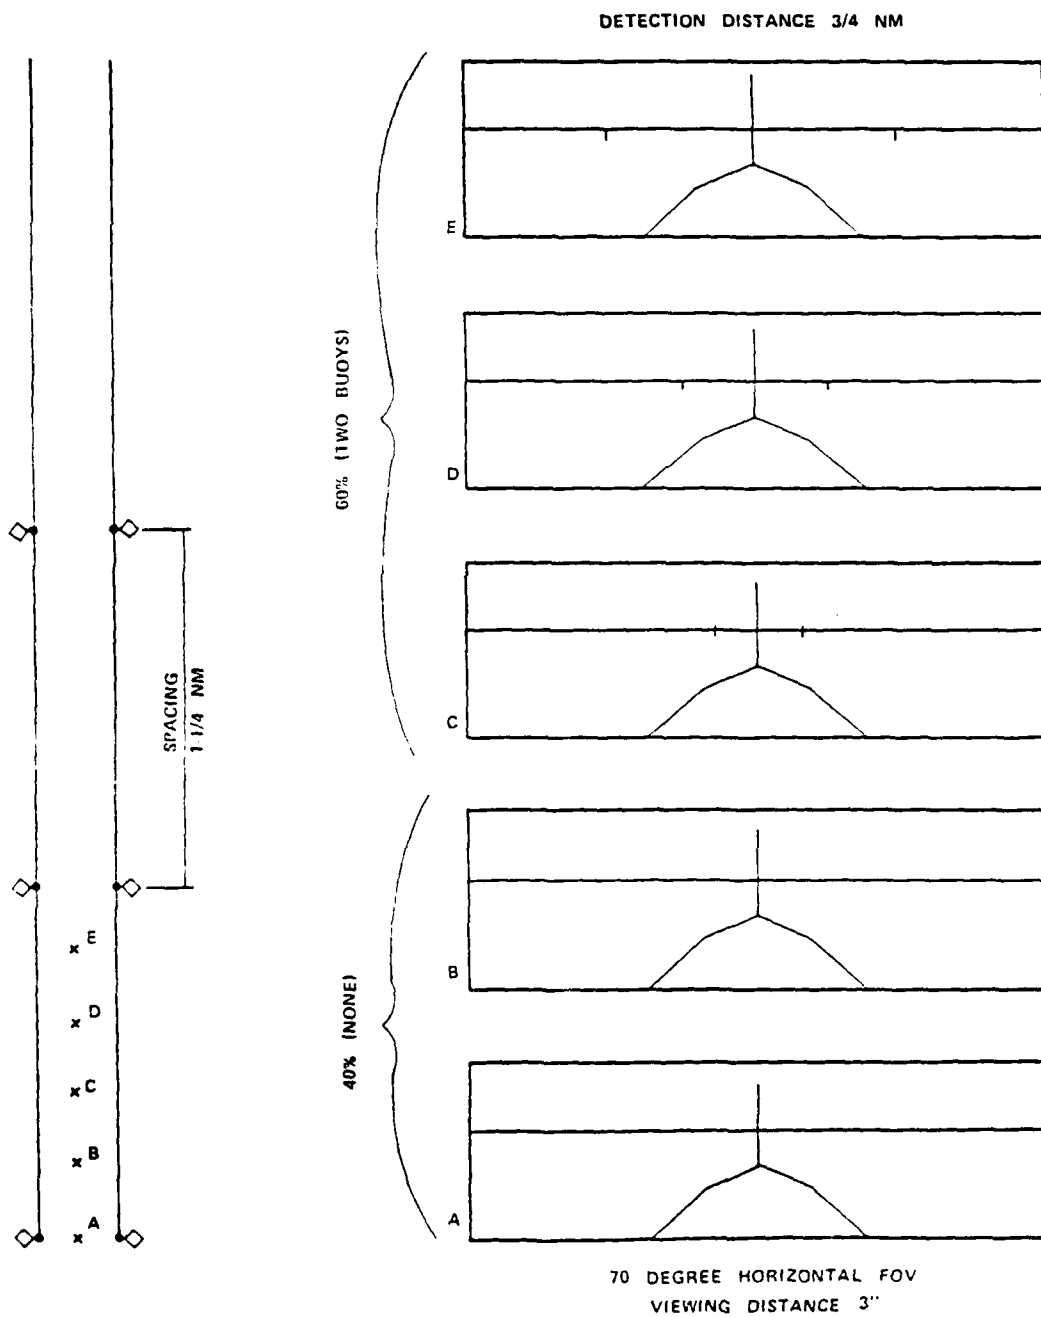 DETECTION DISTANCE 3/4 NM
E
60% (TWO BUOYS)
D
SPACING
1-1/4 NM
C
E
D
C
B
A
B
40% (NONE)
A
70 DEGREE HORIZONTAL FOV
VIEWING DISTANCE 3"